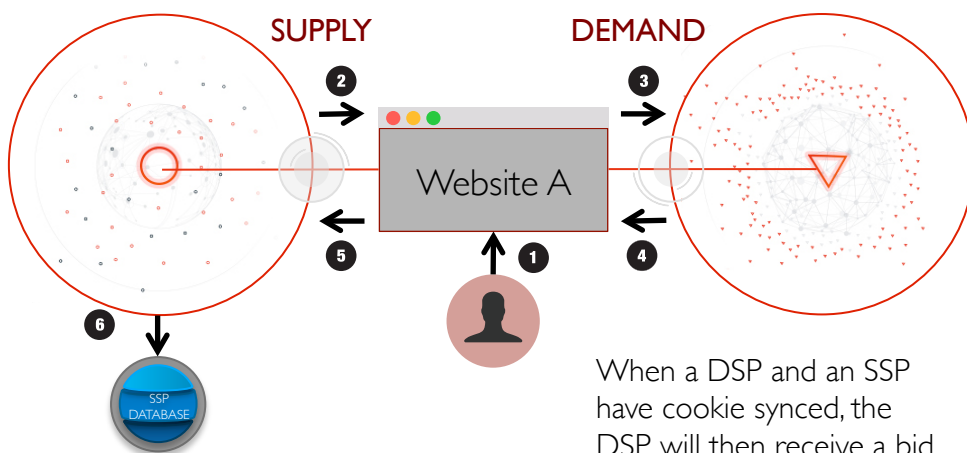 SUPPLY
DEMAND
2
3
Website A
5
4
1
6
SSP
DATABASE
When a DSP and an SSP
have cookie synced, the
DSP will then receive a bid